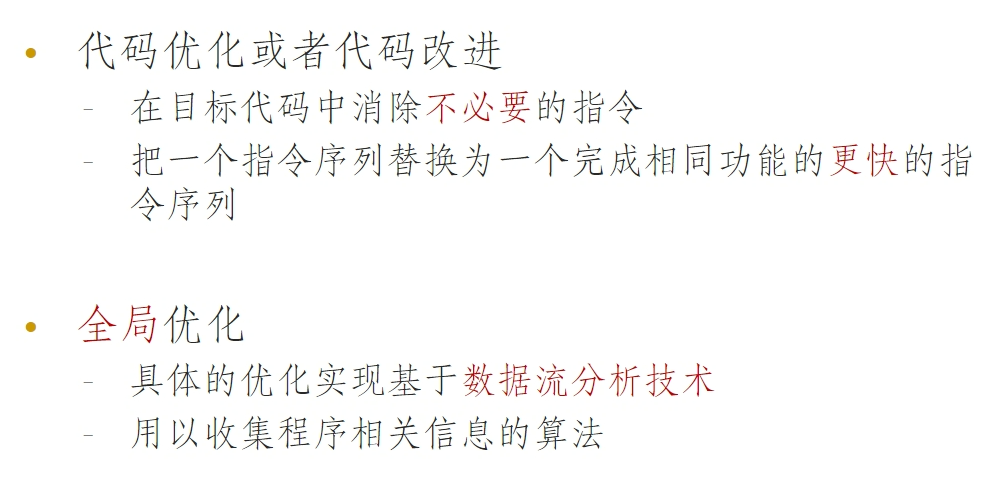 • 代码优化或者代码改进
– 在目标代码中消除不必要的指令
– 把一个指令序列替换为一个完成相同功能的更快的指
令序列
• 全局优化
– 具体的优化实现基于数据流分析技术
– 用以收集程序相关信息的算法